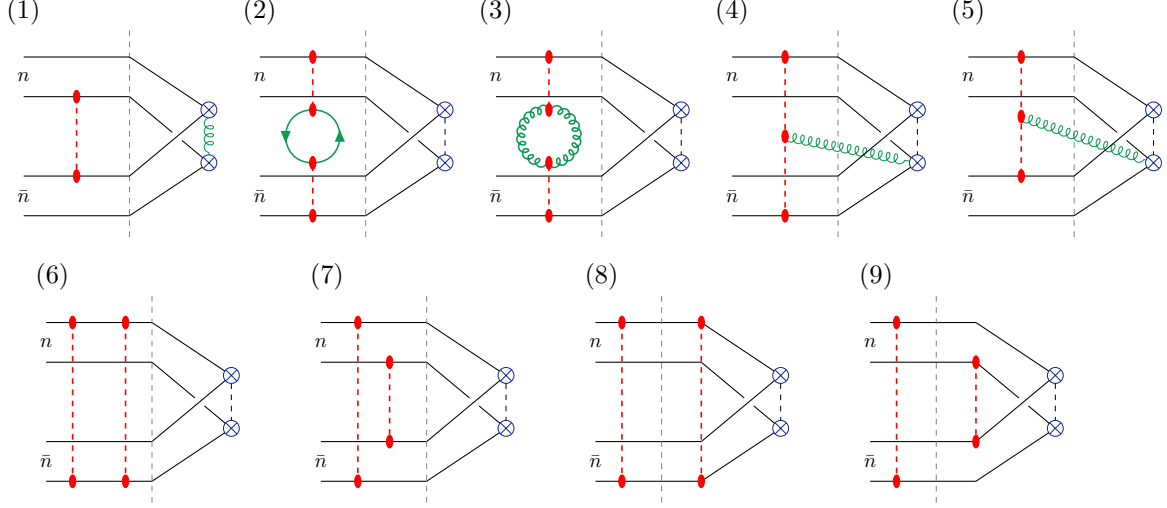 (1) (2) (3) (4) (5)
n n n n n
n̄ n̄ n̄ n̄ n̄
(6) (7) (8) (9)
n n n n
n̄ n̄ n̄ n̄